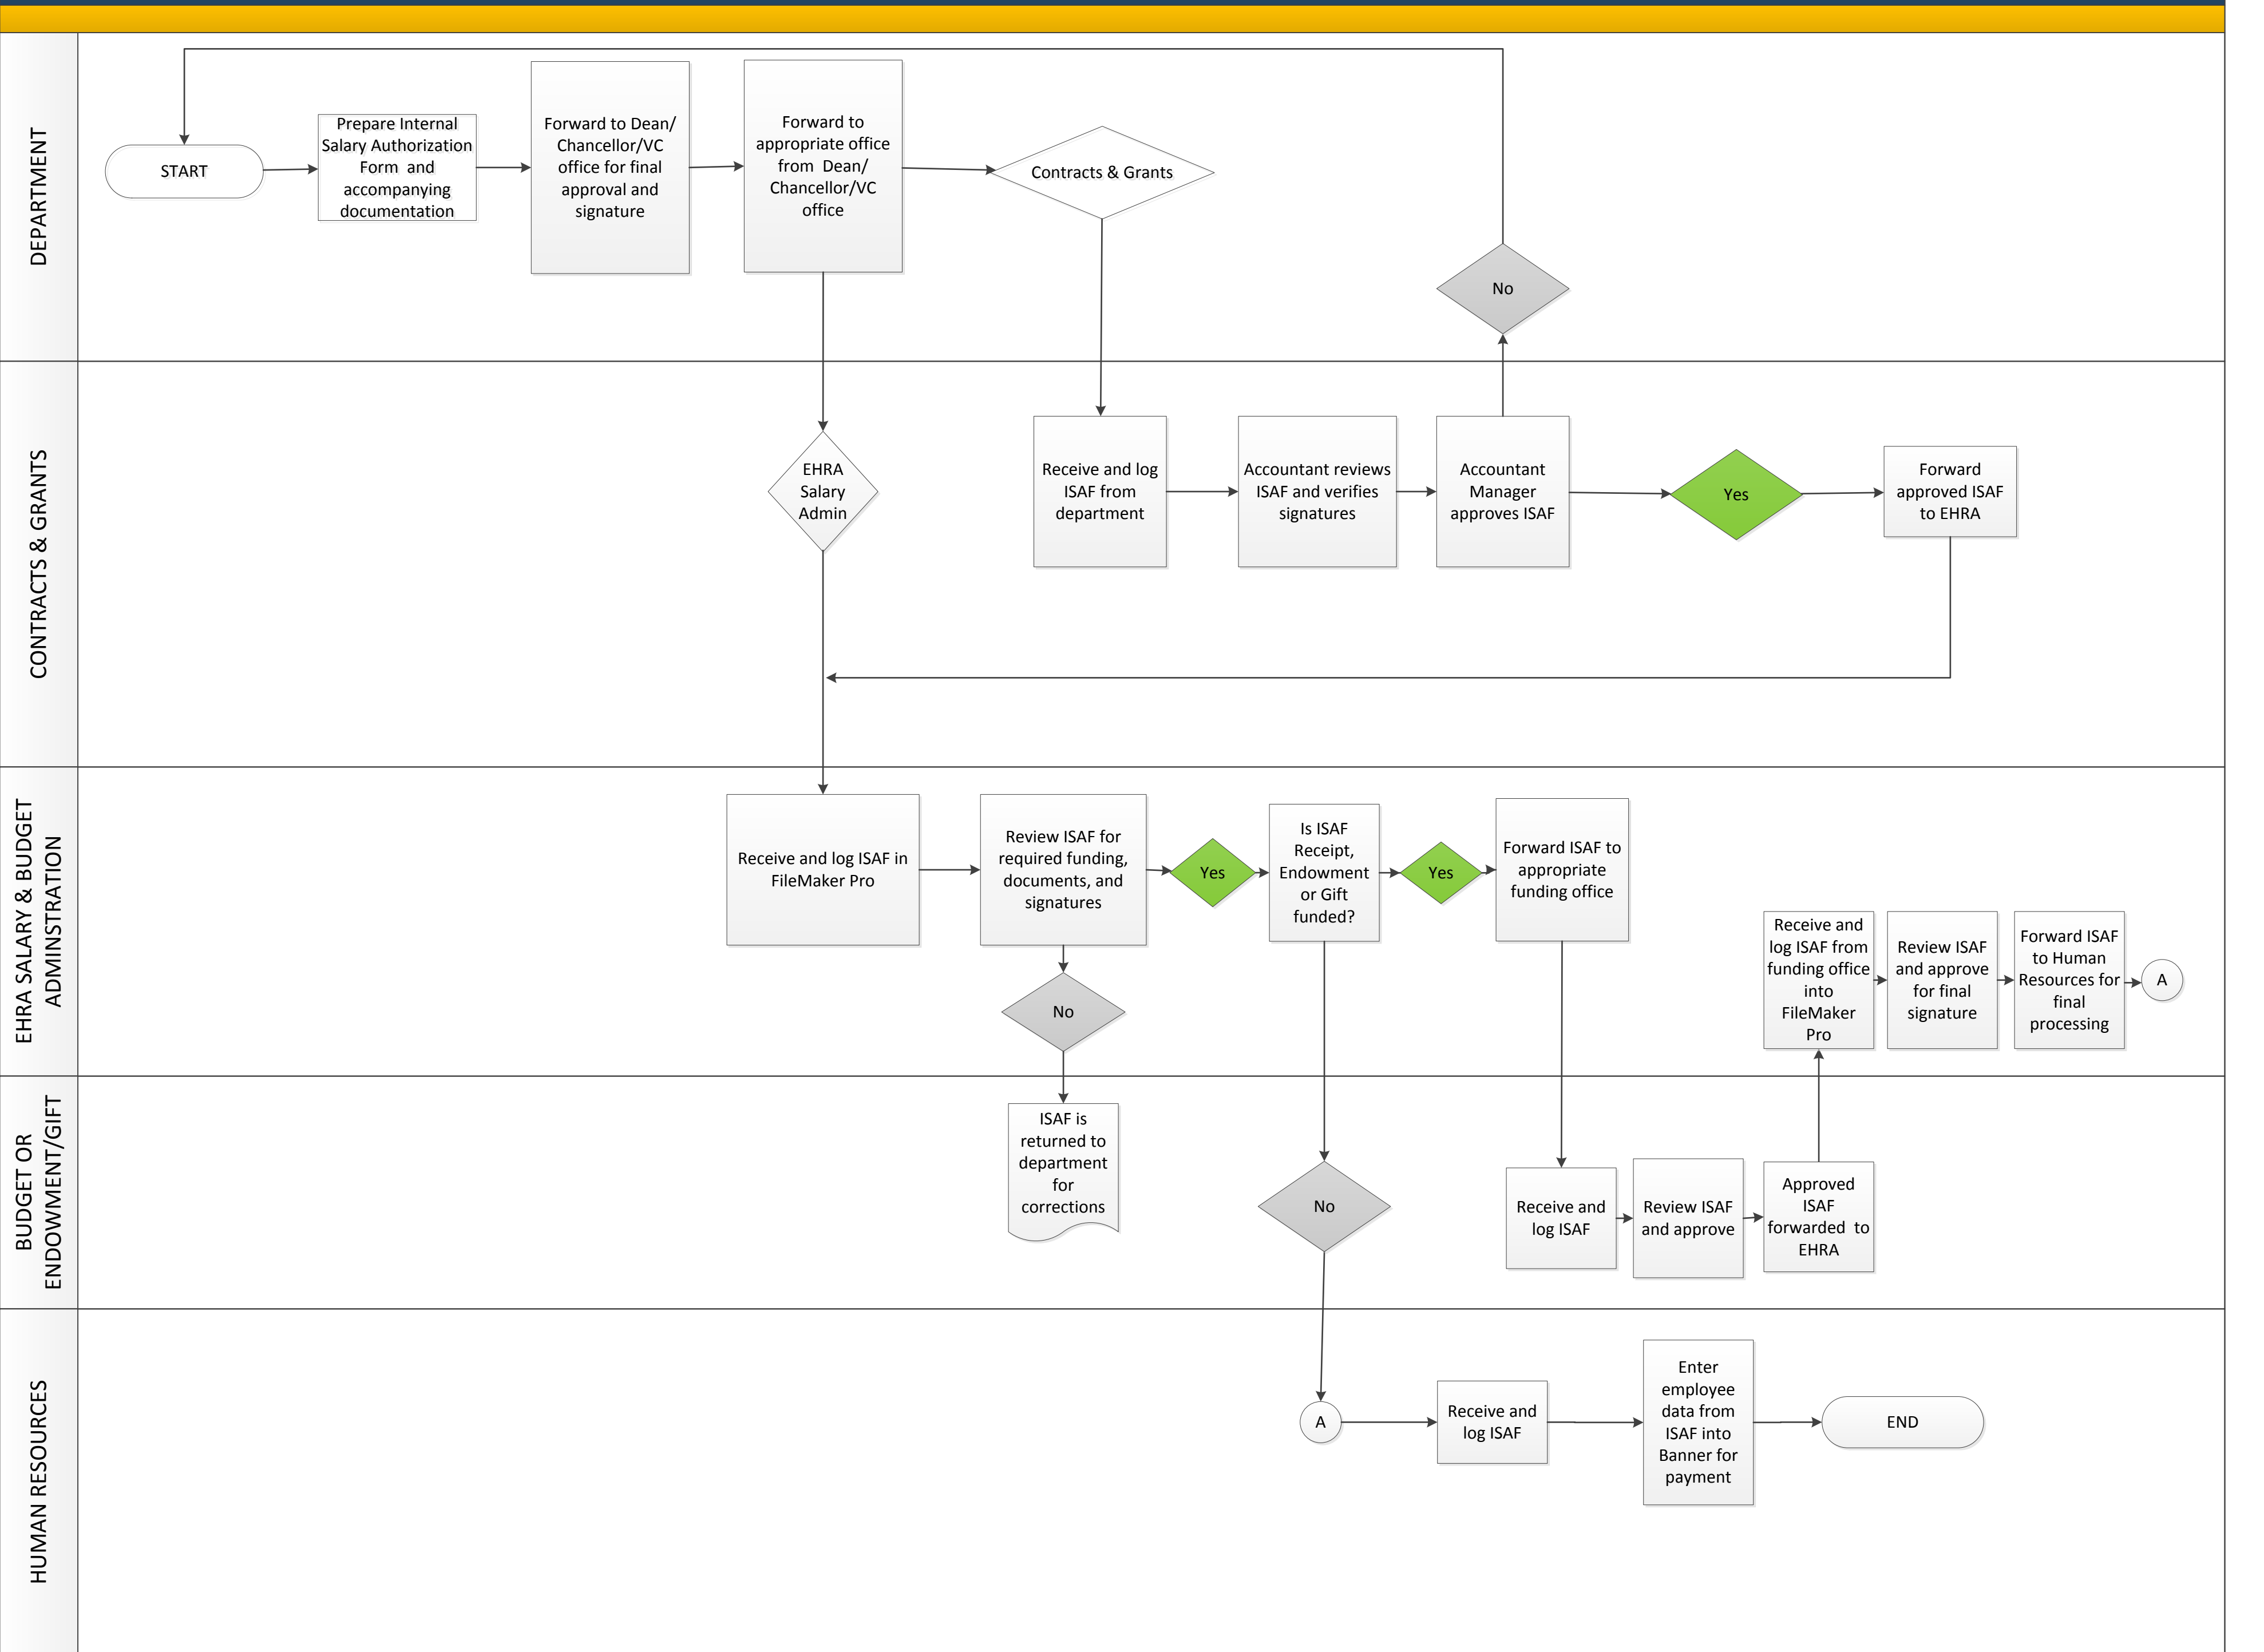 DEPARTMENT
START
Prepare Internal
Salary Authorization
Form and
accompanying
documentation
Forward to Dean/
Chancellor/VC
office for final
approval and
signature
Forward to
appropriate office
from Dean/
Chancellor/VC
office
Contracts & Grants
No
CONTRACTS & GRANTS
EHRA
Salary
Admin
Receive and log
ISAF from
department
Accountant reviews
ISAF and verifies
signatures
Accountant
Manager
approves ISAF
Yes
Forward
approved ISAF
to EHRA
EHRA SALARY & BUDGET
ADMINSTRATION
Receive and log ISAF in
FileMaker Pro
Review ISAF for
required funding,
documents, and
signatures
Yes
Is ISAF
Receipt,
Endowment
or Gift
funded?
Yes
Forward ISAF to
appropriate
funding office
No
Receive and
log ISAF from
funding office
into
FileMaker
Pro
Review ISAF
and approve
for final
signature
Forward ISAF
to Human
Resources for
final
processing
A
BUDGET OR
ENDOWMENT/GIFT
ISAF is
returned to
department
for
corrections
No
Receive and
log ISAF
Review ISAF
and approve
Approved
ISAF
forwarded to
EHRA
HUMAN RESOURCES
A
Receive and
log ISAF
Enter
employee
data from
ISAF into
Banner for
payment
END